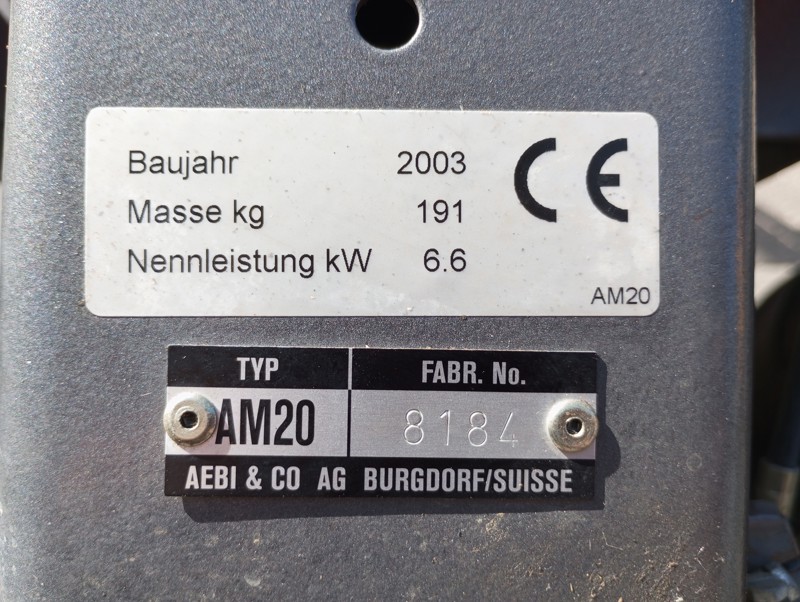 Baujahr 2003 CE
Masse kg 191
Nennleistung kW 6.6
AM20
TYP FABR. No.
AM20 8184
AEBI & CO AG BURGDORF/SUISSE